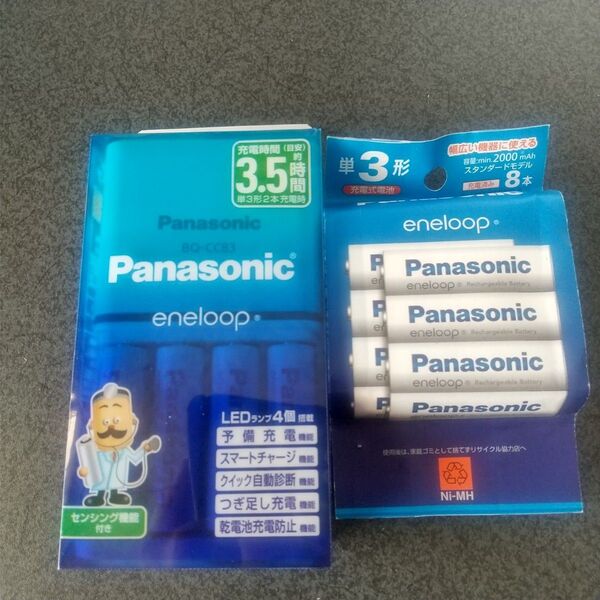 充電時間(目安)
約
3.5時間
単3形2本充電時
Panasonic
BQ-CC83
Panasonic®
eneloop®
LEDランプ4個搭載
予備充電機能
スマートチャージ機能
クイック自動診断機能
つぎ足し充電機能
乾電池充電防止機能
センシング機能
付き
単3形
充電式電池
幅広い機器に使える
容量:min.2000mAh
スタンダードモデル
充電済み
8本
eneloop®
Panasonic
eneloop® Rechargeable Battery
Panasonic
eneloop® Rechargeable Battery
Panasonic
eneloop® Rechargeable Battery
Panasonic
eneloop® Rechargeable Battery
使用後は、家庭ゴミとして捨てずリサイクル協力店へ
Ni-MH